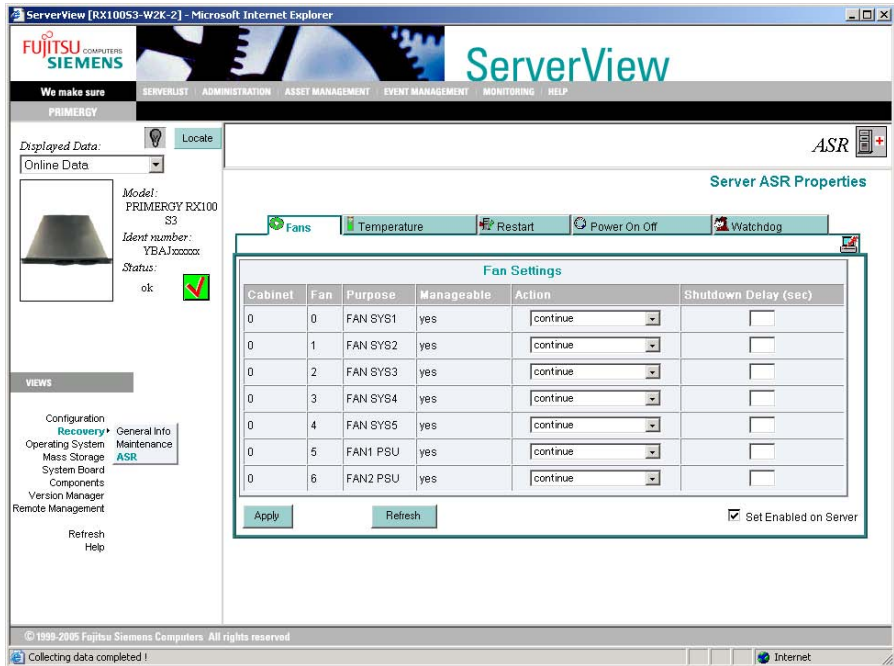 ServerView [RX100S3-W2K-2] - Microsoft Internet Explorer
FUJITSU COMPUTERS
SIEMENS
ServerView
We make sure
SERVERLIST | ADMINISTRATION | ASSET MANAGEMENT | EVENT MANAGEMENT | MONITORING | HELP
PRIMERGY
Displayed Data:
Locate
Online Data
ASR
Model:
PRIMERGY RX100
S3
Ident number:
YBAJxxxxxx
Status:
ok
Server ASR Properties
Fans Temperature Restart Power On Off Watchdog
Fan Settings
Cabinet Fan Purpose Manageable Action Shutdown Delay (sec)
0 0 FAN SYS1 yes continue
0 1 FAN SYS2 yes continue
0 2 FAN SYS3 yes continue
0 3 FAN SYS4 yes continue
0 4 FAN SYS5 yes continue
0 5 FAN1 PSU yes continue
0 6 FAN2 PSU yes continue
Apply Refresh Set Enabled on Server
VIEWS
Configuration
Recovery
Operating System
Mass Storage
System Board
Components
Version Manager
Remote Management
Refresh
Help
General Info
Maintenance
ASR
© 1999-2005 Fujitsu Siemens Computers All rights reserved
Collecting data completed !
Internet